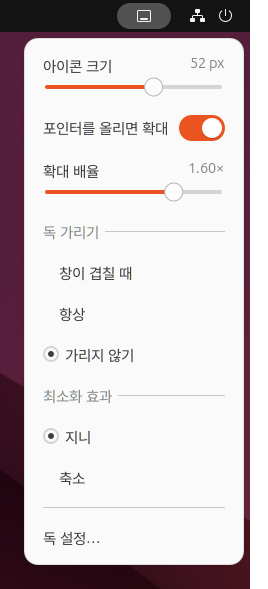 아이콘 크기 52 px
포인터를 올리면 확대
확대 배율 1.60×
독 가리기
창이 겹칠 때
항상
가리지 않기
최소화 효과
지니
축소
독 설정…